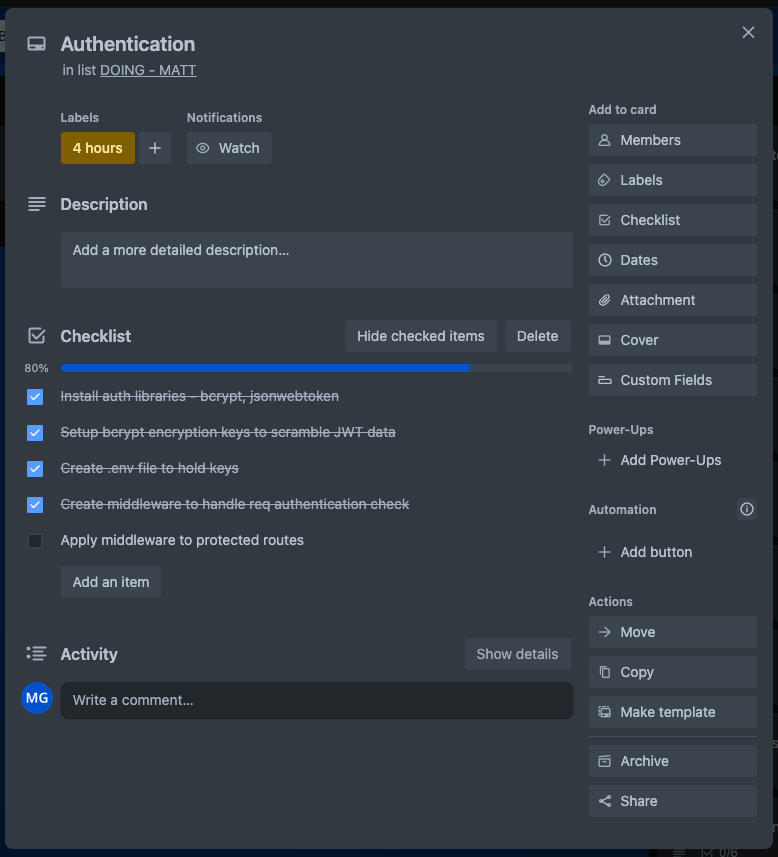 Authentication
in list DOING - MATT
Labels
Notifications
4 hours
Watch
Description
Add a more detailed description...
Checklist
Hide checked items
Delete
80%
Install auth libraries - bcrypt, jsonwebtoken
Setup bcrypt encryption keys to scramble JWT data
Create .env file to hold keys
Create middleware to handle req authentication check
Apply middleware to protected routes
Add an item
Activity
Show details
MG
Write a comment...
Add to card
Members
Labels
Checklist
Dates
Attachment
Cover
Custom Fields
Power-Ups
Add Power-Ups
Automation
Add button
Actions
Move
Copy
Make template
Archive
Share
0/6